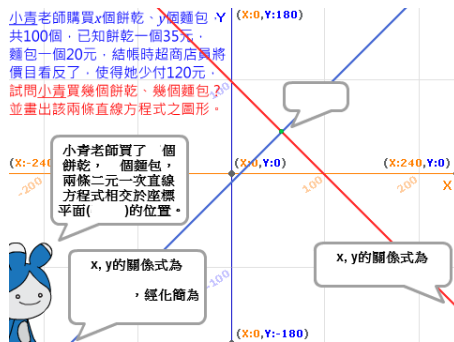 小青老師購買x個餅乾、y個麵包，
共100個，已知餅乾一個35元，
麵包一個20元，結帳時超商店員將
價目看反了，使得她少付120元，
試問小青買幾個餅乾、幾個麵包？
並畫出該兩條直線方程式之圖形。
Y
(X:0,Y:180)
100
小青老師買了　個
餅乾，　個麵包，
兩條二元一次直線
方程式相交於座標
平面(　　)的位置。
(X:-240
(X:0,Y:0)
(X:240,Y:0)
-200
100
200
X
x, y的關係式為
，經化簡為
x, y的關係式為
-100
(X:0,Y:-180)